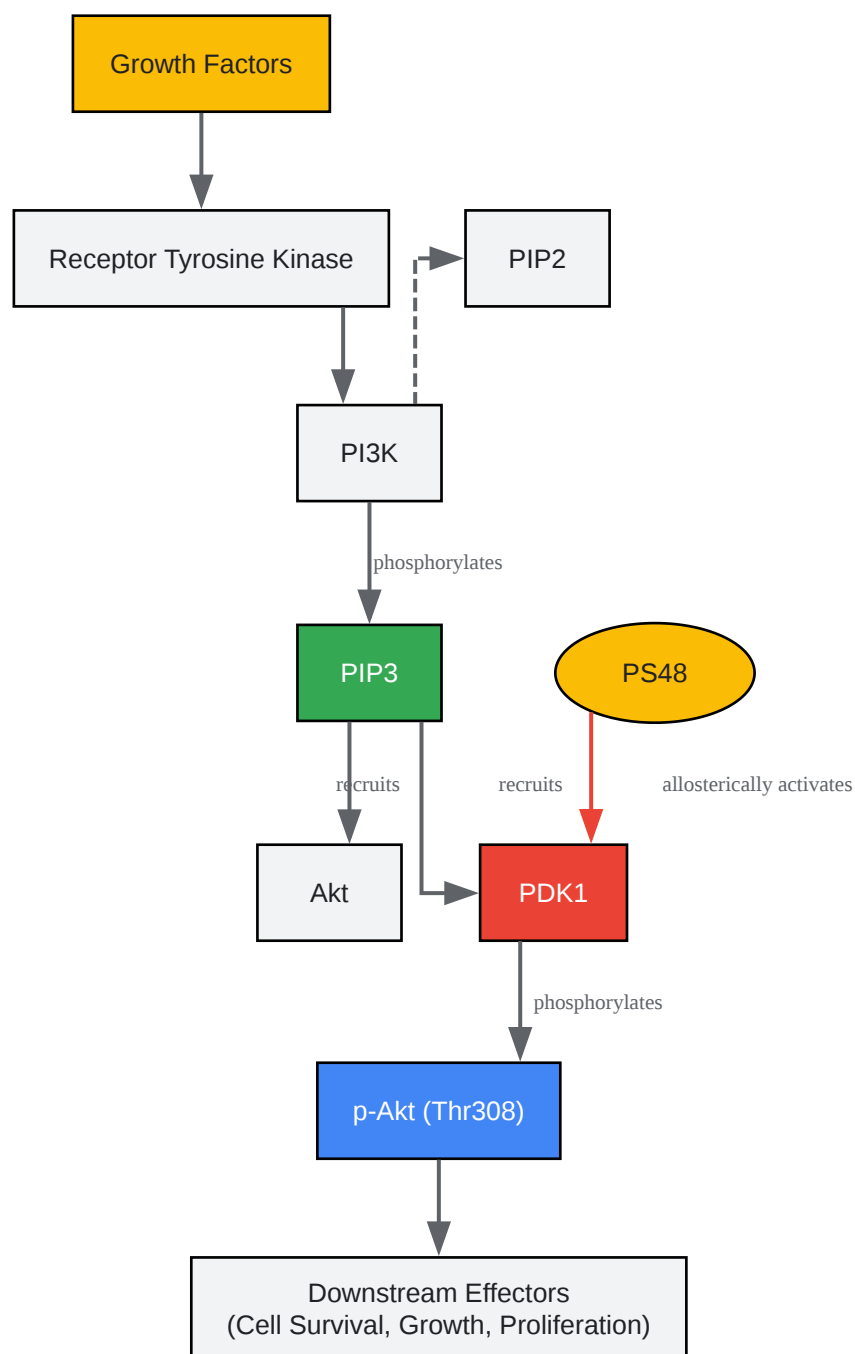 Growth Factors
Receptor Tyrosine Kinase
PIP2
PI3K
phosphorylates
PIP3
PS48
recruits
recruits
allosterically activates
Akt
PDK1
phosphorylates
p-Akt (Thr308)
Downstream Effectors
(Cell Survival, Growth, Proliferation)